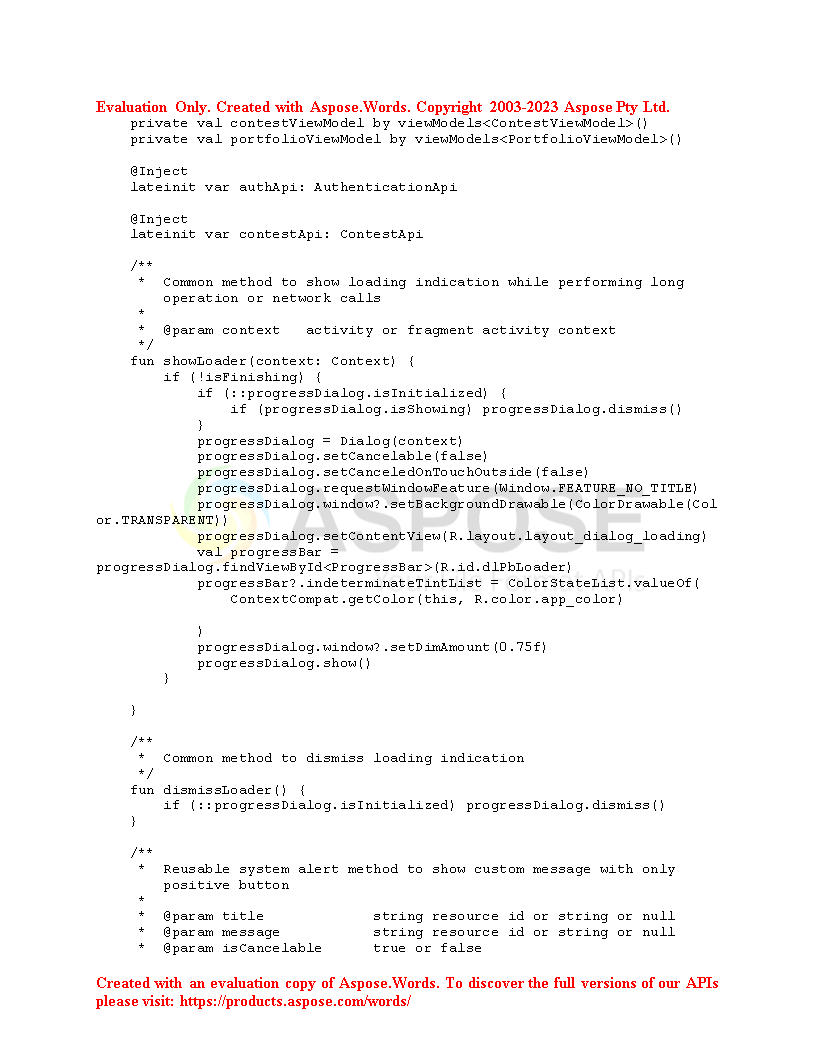 Evaluation Only. Created with Aspose.Words. Copyright 2003-2023 Aspose Pty Ltd.
    private val contestViewModel by viewModels<ContestViewModel>()
    private val portfolioViewModel by viewModels<PortfolioViewModel>()

    @Inject
    lateinit var authApi: AuthenticationApi

    @Inject
    lateinit var contestApi: ContestApi

    /**
     *  Common method to show loading indication while performing long
        operation or network calls
     *
     *  @param context   activity or fragment activity context
     */
    fun showLoader(context: Context) {
        if (!isFinishing) {
            if (::progressDialog.isInitialized) {
                if (progressDialog.isShowing) progressDialog.dismiss()
            }
            progressDialog = Dialog(context)
            progressDialog.setCancelable(false)
            progressDialog.setCanceledOnTouchOutside(false)
            progressDialog.requestWindowFeature(Window.FEATURE_NO_TITLE)
            progressDialog.window?.setBackgroundDrawable(ColorDrawable(Col
or.TRANSPARENT))
            progressDialog.setContentView(R.layout.layout_dialog_loading)
            val progressBar =
progressDialog.findViewById<ProgressBar>(R.id.dlPbLoader)
            progressBar?.indeterminateTintList = ColorStateList.valueOf(
                ContextCompat.getColor(this, R.color.app_color)

            )
            progressDialog.window?.setDimAmount(0.75f)
            progressDialog.show()
        }

    }

    /**
     *  Common method to dismiss loading indication
     */
    fun dismissLoader() {
        if (::progressDialog.isInitialized) progressDialog.dismiss()
    }

    /**
     *  Reusable system alert method to show custom message with only
        positive button
     *
     *  @param title             string resource id or string or null
     *  @param message           string resource id or string or null
     *  @param isCancelable      true or false
ASPOSE
Created with an evaluation copy of Aspose.Words. To discover the full versions of our APIs
please visit: https://products.aspose.com/words/